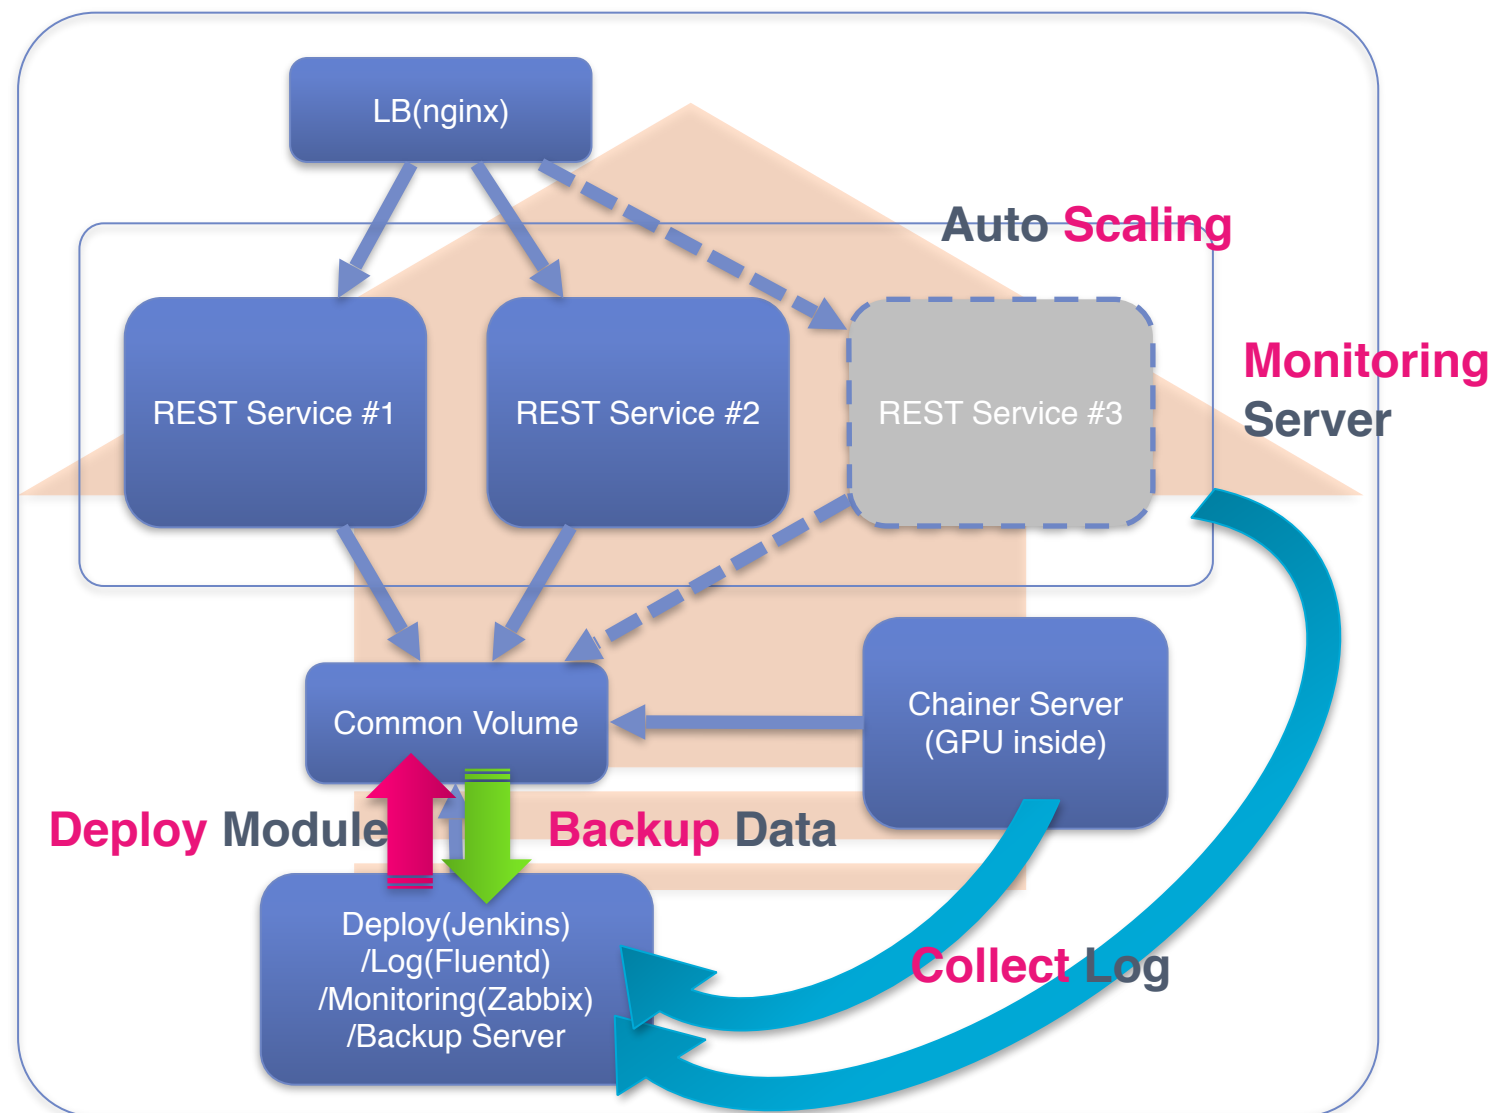 LB(nginx)
Auto Scaling
REST Service #1
REST Service #2
REST Service #3
Monitoring
Server
Common Volume
Chainer Server
(GPU inside)
Deploy Module
Backup Data
Deploy(Jenkins)
/Log(Fluentd)
/Monitoring(Zabbix)
/Backup Server
Collect Log